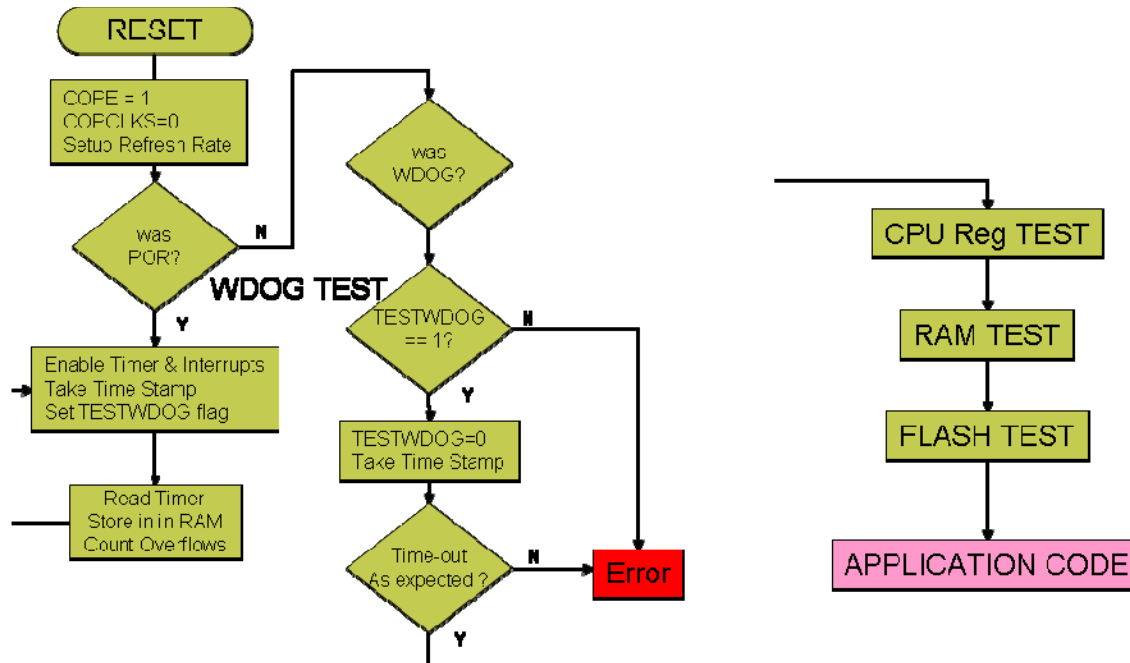 RESET
COPE = 1
COPCLKS=0
Setup Refresh Rate
was
POR?
N
Y
WDOG TEST
Enable Timer & Interrupts
Take Time Stamp
Set TESTWDOG flag
Read Timer
Store in in RAM
Count Overflows
was
WDOG?
TESTWDOG
== 1?
N
Y
TESTWDOG=0
Take Time Stamp
Time-out
As expected ?
N
Y
Error
CPU Reg TEST
RAM TEST
FLASH TEST
APPLICATION CODE